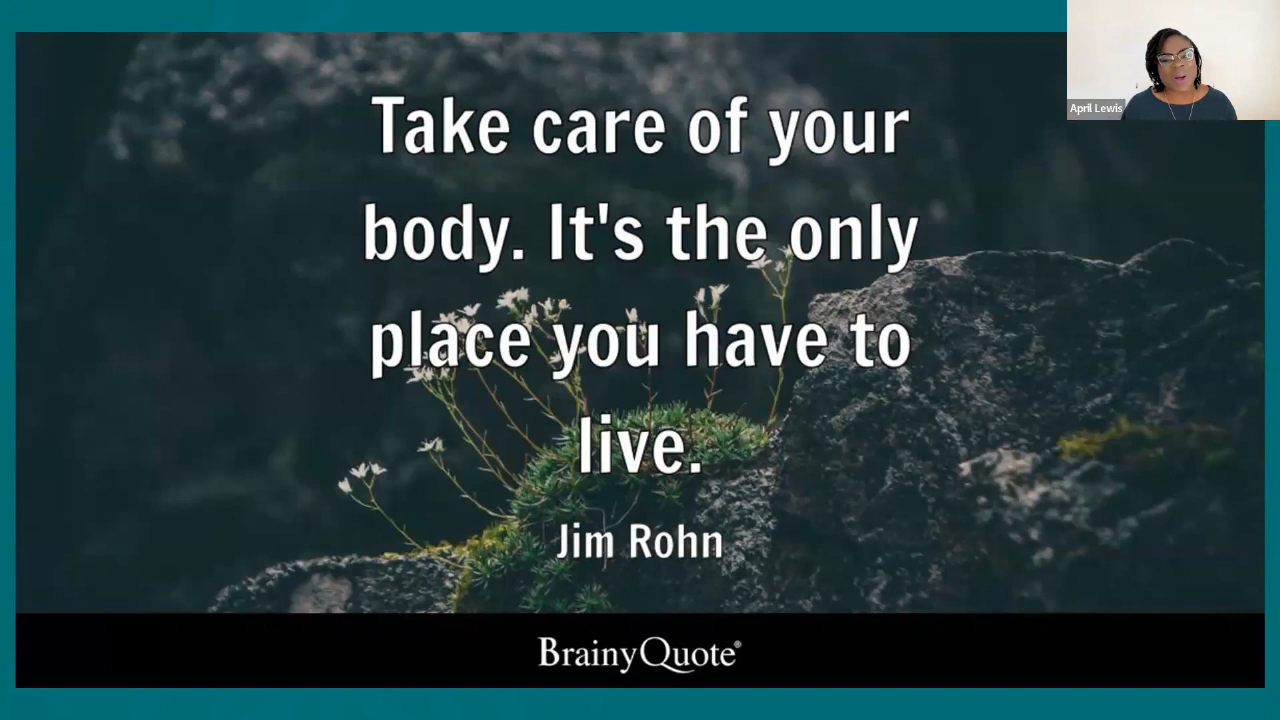 April Lewis
Take care of your
body. It's the only
place you have to
live.
Jim Rohn
BrainyQuote®